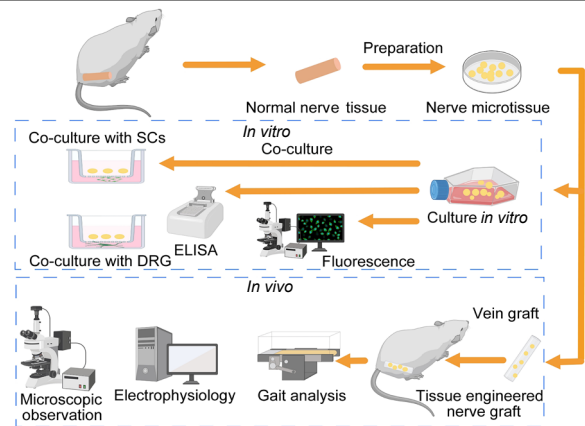 Preparation
Normal nerve tissue
Nerve microtissue
In vitro
Co-culture with SCs
Co-culture
Culture in vitro
ELISA
Fluorescence
Co-culture with DRG
In vivo
Vein graft
Microscopic
observation
Electrophysiology
Gait analysis
Tissue engineered
nerve graft